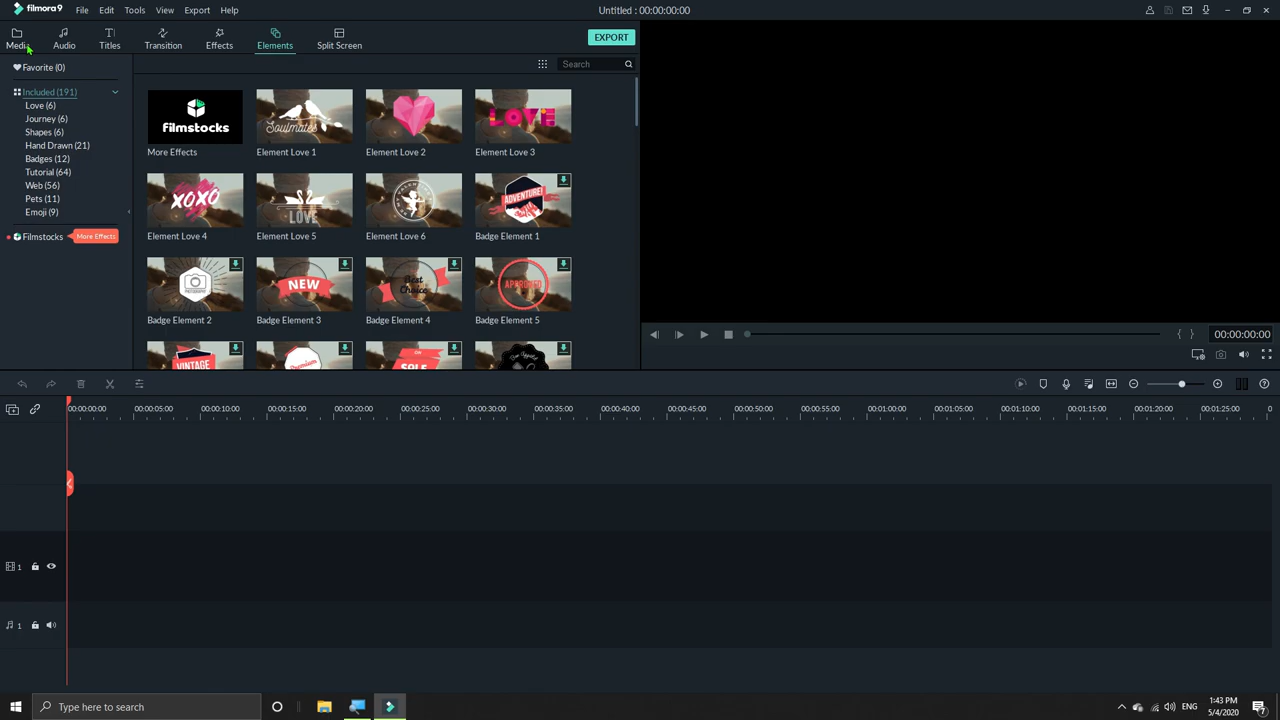 filmora9 File Edit Tools View Export Help Untitled : 00:00:00:00
Media Audio Titles Transition Effects Elements Split Screen EXPORT
Favorite (0)
Search
Included (191)
Love (6)
Journey (6)
Shapes (6)
Hand Drawn (21)
Badges (12)
Tutorial (64)
Web (56)
Pets (11)
Emoji (9)
Filmstocks More Effects
filmstocks Soulmates LOVE
More Effects Element Love 1 Element Love 2 Element Love 3
XOXO LOVE ADVENTURE!
Element Love 4 Element Love 5 Element Love 6 Badge Element 1
NEW Best Choice APPROVED
Badge Element 2 Badge Element 3 Badge Element 4 Badge Element 5
VINTAGE Premium SALE
00:00:00:00
00:00:00:00 00:00:05:00 00:00:10:00 00:00:15:00 00:00:20:00 00:00:25:00 00:00:30:00 00:00:35:00 00:00:40:00 00:00:45:00 00:00:50:00 00:00:55:00 00:01:00:00 00:01:05:00 00:01:10:00 00:01:15:00 00:01:20:00 00:01:25:00 0
1
1
Type here to search
1:43 PM
5/4/2020
7